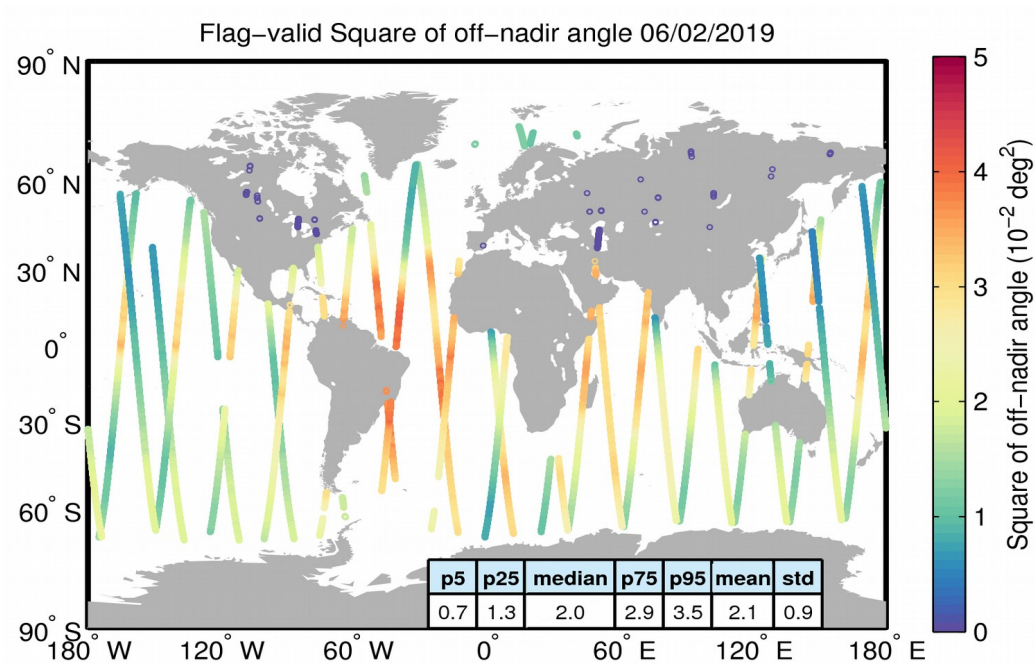 Flag−valid Square of off−nadir angle 06/02/2019
90° N
60° N
30° N
0°
30° S
60° S
90° S
180° W
120° W
60° W
0°
60° E
120° E
180° E
p5 p25 median p75 p95 mean std
0.7 1.3 2.0 2.9 3.5 2.1 0.9
5
4
3
2
1
0
Square of off−nadir angle (10⁻² deg²)